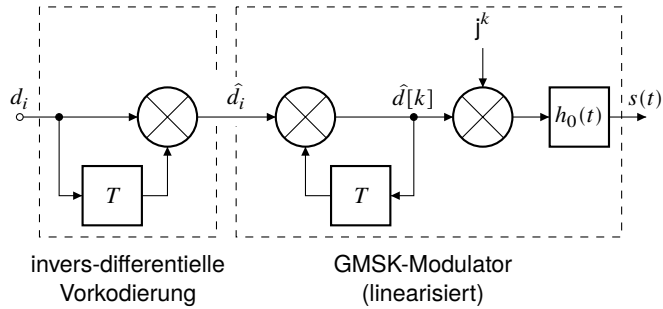 j^k
d_i
d̂_i
d̂[k]
h_0(t)
s(t)
T
T
invers-differentielle
Vorkodierung
GMSK-Modulator
(linearisiert)